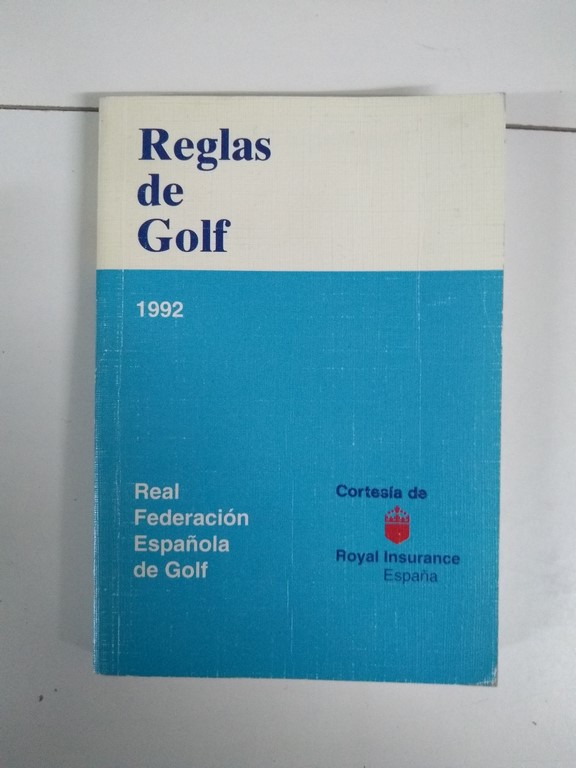 Reglas
de
Golf
1992
Real
Federación
Española
de Golf
Cortesía de
Royal Insurance
España